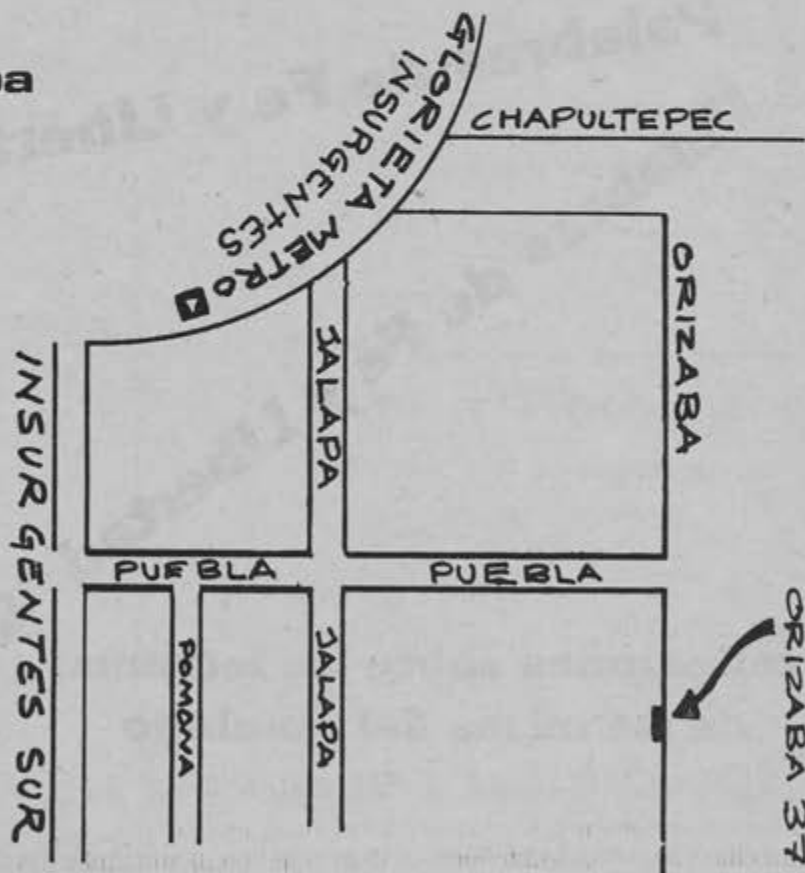 GLORIETA METRO
INSURGENTES
CHAPULTEPEC
ORIZABA
JALAPA
INSURGENTES SUR
PUEBLA
PUEBLA
POMONA
JALAPA
ORIZABA 37